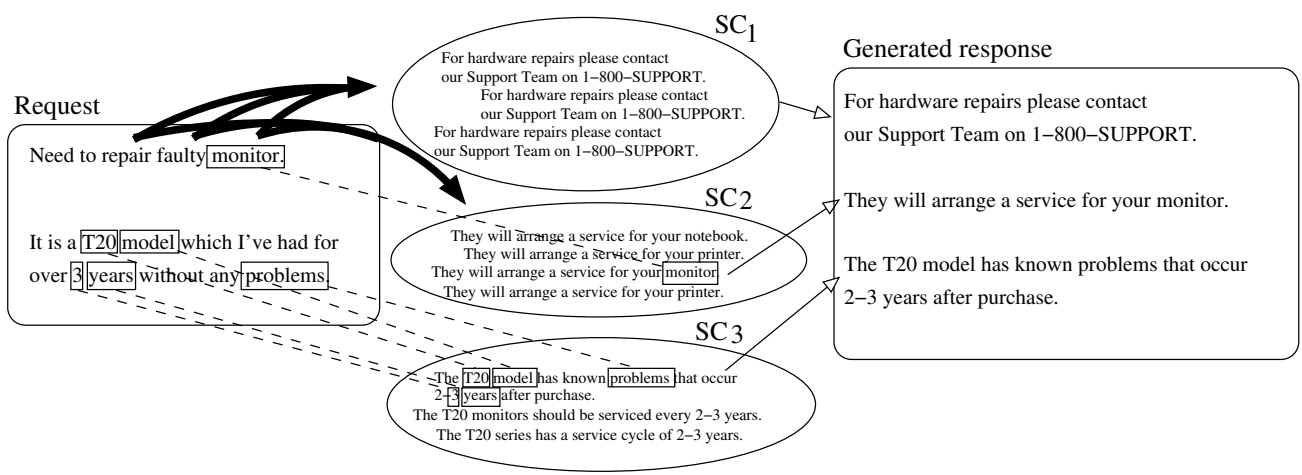 Request
Need to repair faulty monitor.
It is a T20 model which I've had for
over 3 years without any problems.
SC1
For hardware repairs please contact
our Support Team on 1−800−SUPPORT.
For hardware repairs please contact
our Support Team on 1−800−SUPPORT.
For hardware repairs please contact
our Support Team on 1−800−SUPPORT.
SC2
They will arrange a service for your notebook.
They will arrange a service for your printer.
They will arrange a service for your monitor.
They will arrange a service for your printer.
SC3
The T20 model has known problems that occur
2−3 years after purchase.
The T20 monitors should be serviced every 2−3 years.
The T20 series has a service cycle of 2−3 years.
Generated response
For hardware repairs please contact
our Support Team on 1−800−SUPPORT.
They will arrange a service for your monitor.
The T20 model has known problems that occur
2−3 years after purchase.